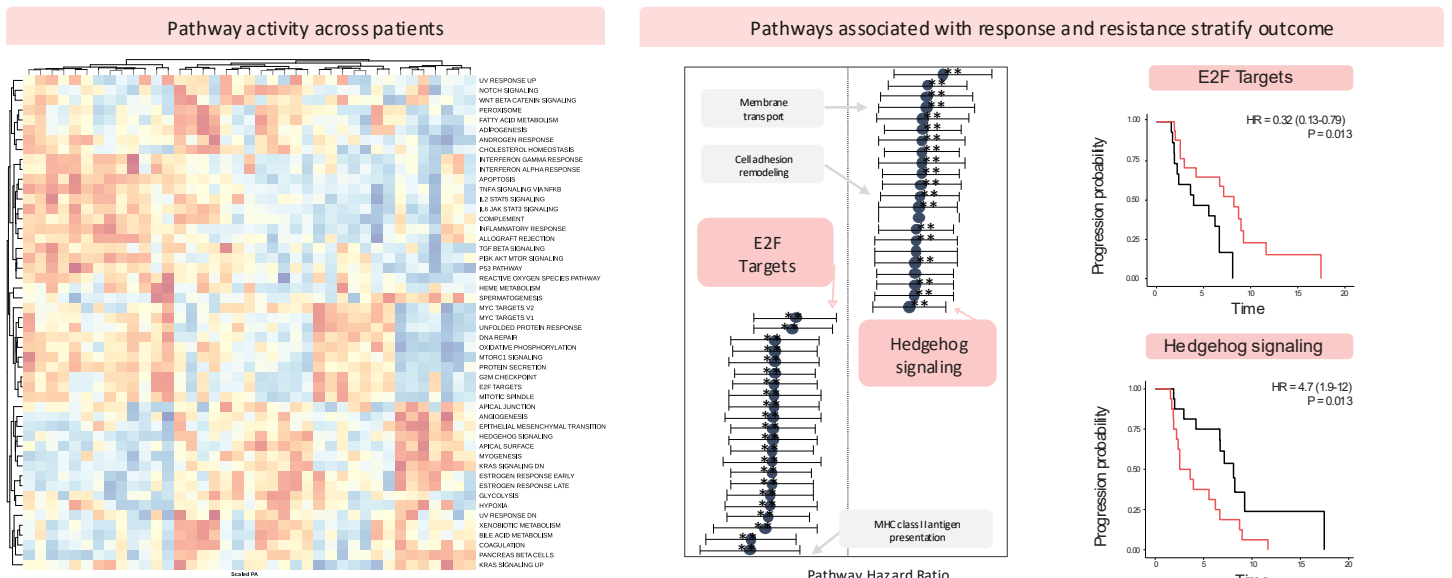 Pathway activity across patients
UV RESPONSE UP
NOTCH SIGNALING
WNT BETA CATENIN SIGNALING
PEROXISOME
FATTY ACID METABOLISM
ADIPOGENESIS
ANDROGEN RESPONSE
CHOLESTEROL HOMEOSTASIS
INTERFERON GAMMA RESPONSE
INTERFERON ALPHA RESPONSE
APOPTOSIS
TNFA SIGNALING VIA NFKB
IL2 STAT5 SIGNALING
IL6 JAK STAT3 SIGNALING
COMPLEMENT
INFLAMMATORY RESPONSE
ALLOGRAFT REJECTION
TGF BETA SIGNALING
PI3K AKT MTOR SIGNALING
P53 PATHWAY
REACTIVE OXYGEN SPECIES PATHWAY
HEME METABOLISM
SPERMATOGENESIS
MYC TARGETS V2
MYC TARGETS V1
UNFOLDED PROTEIN RESPONSE
DNA REPAIR
OXIDATIVE PHOSPHORYLATION
MTORC1 SIGNALING
PROTEIN SECRETION
G2M CHECKPOINT
E2F TARGETS
MITOTIC SPINDLE
APICAL JUNCTION
ANGIOGENESIS
EPITHELIAL MESENCHYMAL TRANSITION
HEDGEHOG SIGNALING
APICAL SURFACE
MYOGENESIS
KRAS SIGNALING DN
ESTROGEN RESPONSE EARLY
ESTROGEN RESPONSE LATE
GLYCOLYSIS
HYPOXIA
UV RESPONSE DN
XENOBIOTIC METABOLISM
BILE ACID METABOLISM
COAGULATION
PANCREAS BETA CELLS
KRAS SIGNALING UP
Scaled PA
Pathways associated with response and resistance stratify outcome
Membrane
transport
Cell adhesion
remodeling
E2F
Targets
Hedgehog
signaling
MHC class II antigen
presentation
Pathway Hazard Ratio
E2F Targets
HR = 0.32 (0.13-0.79)
P = 0.013
Progression probability
1.00
0.75
0.50
0.25
0.00
0 5 10 15 20
Time
Hedgehog signaling
HR = 4.7 (1.9-12)
P = 0.013
Progression probability
1.00
0.75
0.50
0.25
0.00
0 5 10 15 20
Time